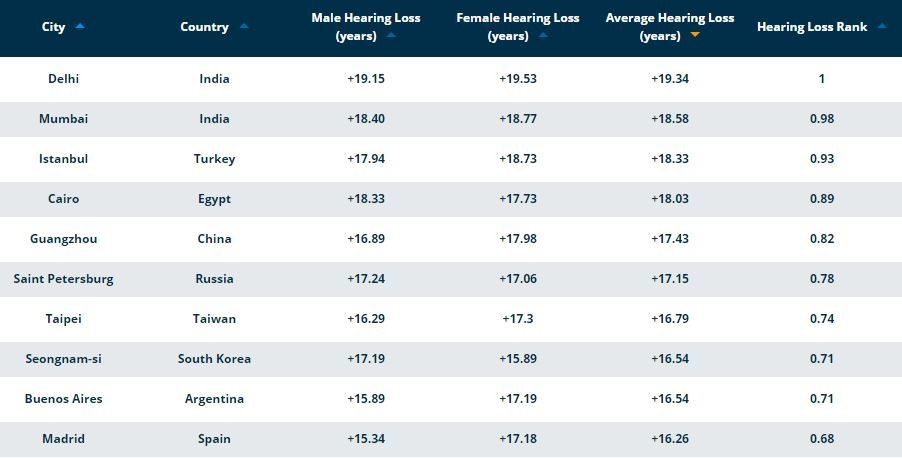 City Country Male Hearing Loss (years) Female Hearing Loss (years) Average Hearing Loss (years) Hearing Loss Rank
Delhi India +19.15 +19.53 +19.34 1
Mumbai India +18.40 +18.77 +18.58 0.98
Istanbul Turkey +17.94 +18.73 +18.33 0.93
Cairo Egypt +18.33 +17.73 +18.03 0.89
Guangzhou China +16.89 +17.98 +17.43 0.82
Saint Petersburg Russia +17.24 +17.06 +17.15 0.78
Taipei Taiwan +16.29 +17.3 +16.79 0.74
Seongnam-si South Korea +17.19 +15.89 +16.54 0.71
Buenos Aires Argentina +15.89 +17.19 +16.54 0.71
Madrid Spain +15.34 +17.18 +16.26 0.68